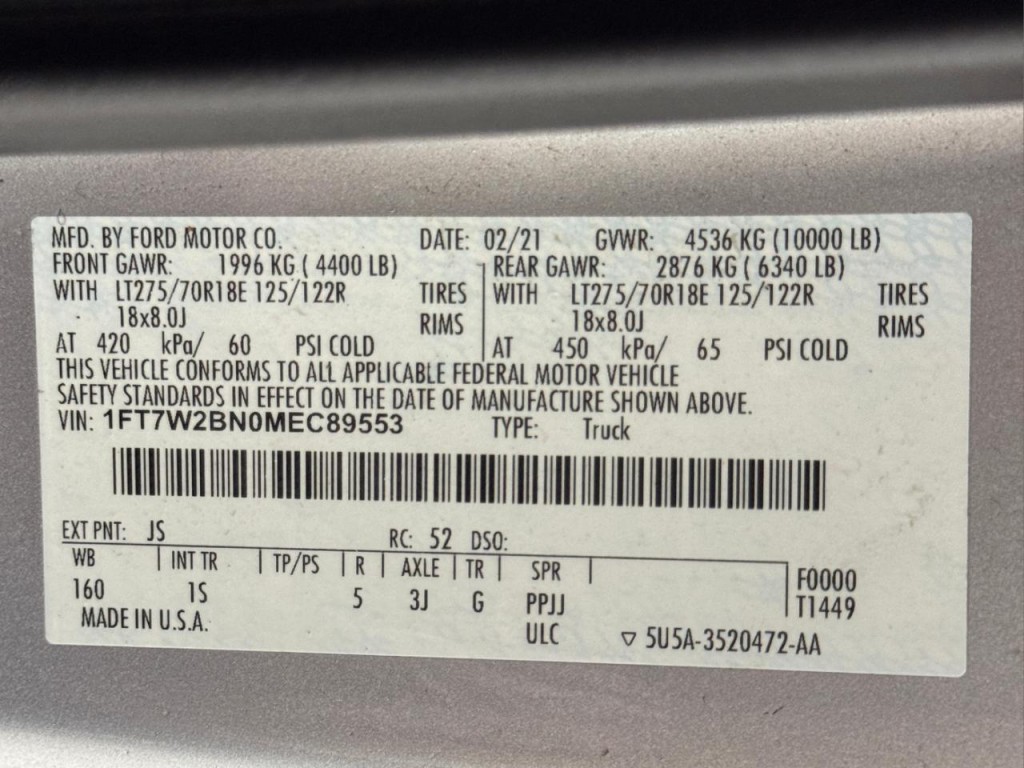 MFD. BY FORD MOTOR CO. DATE: 02/21 GVWR: 4536 KG (10000 LB)
FRONT GAWR: 1996 KG ( 4400 LB) REAR GAWR: 2876 KG ( 6340 LB)
WITH LT275/70R18E 125/122R TIRES WITH LT275/70R18E 125/122R TIRES
18x8.0J RIMS 18x8.0J RIMS
AT 420 kPa/ 60 PSI COLD AT 450 kPa/ 65 PSI COLD
THIS VEHICLE CONFORMS TO ALL APPLICABLE FEDERAL MOTOR VEHICLE
SAFETY STANDARDS IN EFFECT ON THE DATE OF MANUFACTURE SHOWN ABOVE.
VIN: 1FT7W2BN0MEC89553 TYPE: Truck
EXT PNT: JS RC: 52 DSO:
WB INT TR TP/PS R AXLE TR SPR F0000
160 1S 5 3J G PPJJ T1449
MADE IN U.S.A. ULC ▽ 5U5A-3520472-AA